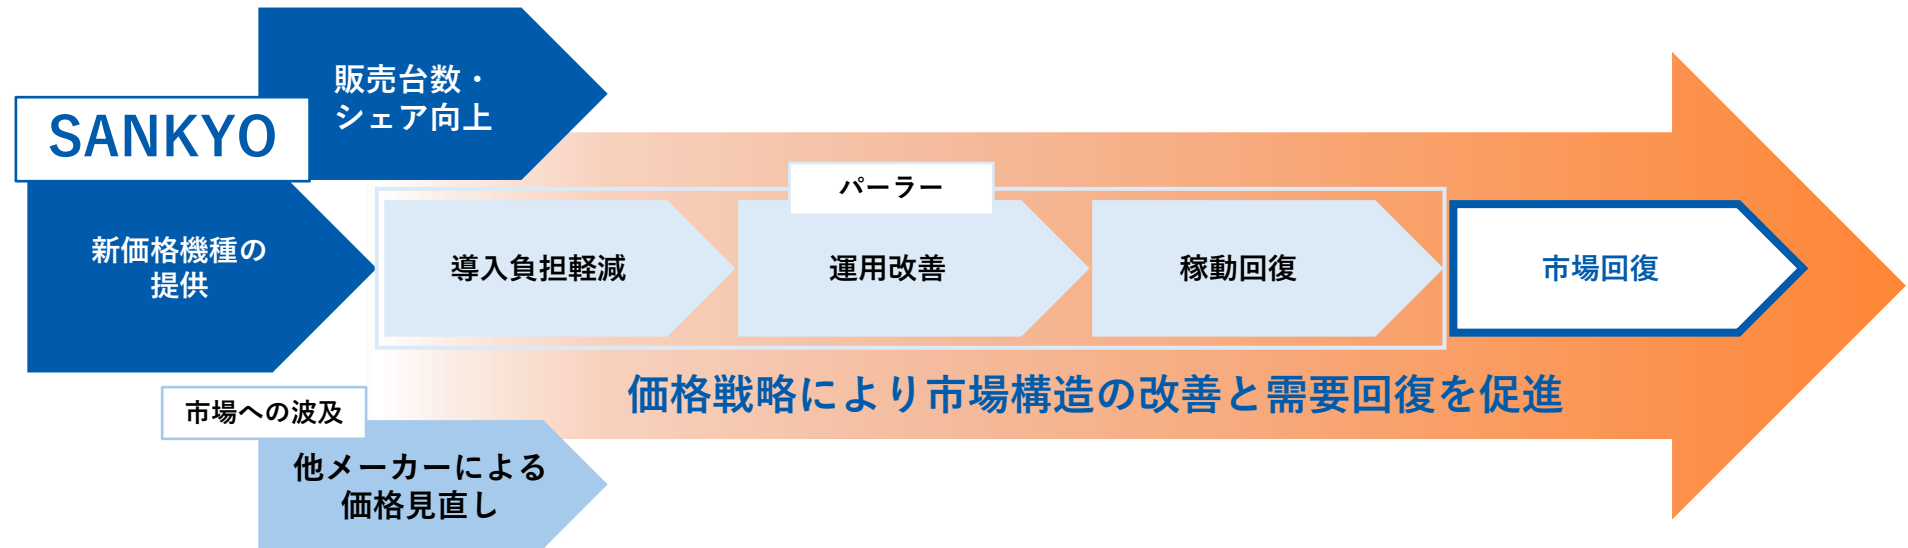 販売台数・
シェア向上
SANKYO
新価格機種の
提供
パーラー
導入負担軽減
運用改善
稼動回復
市場回復
価格戦略により市場構造の改善と需要回復を促進
市場への波及
他メーカーによる
価格見直し